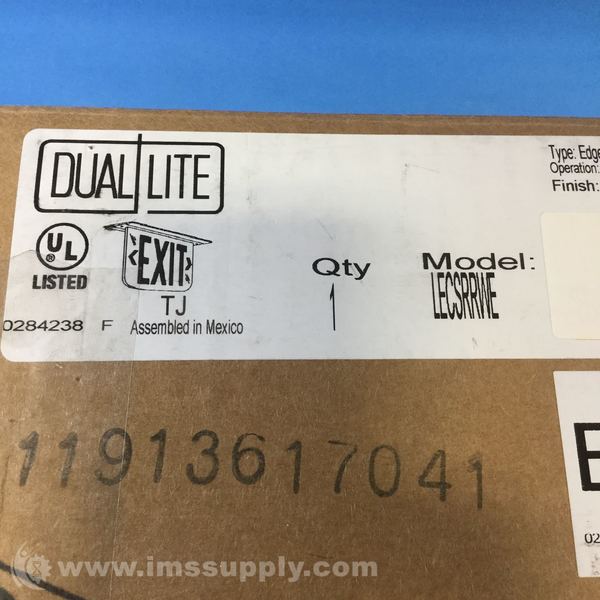 DUAL LITE
Type: Edge
Operation:
Finish:
UL
LISTED
EXIT
TJ
Qty
1
Model:
LECSRRWE
0284238 F Assembled in Mexico
11913617041
E
02
www.imssupply.com